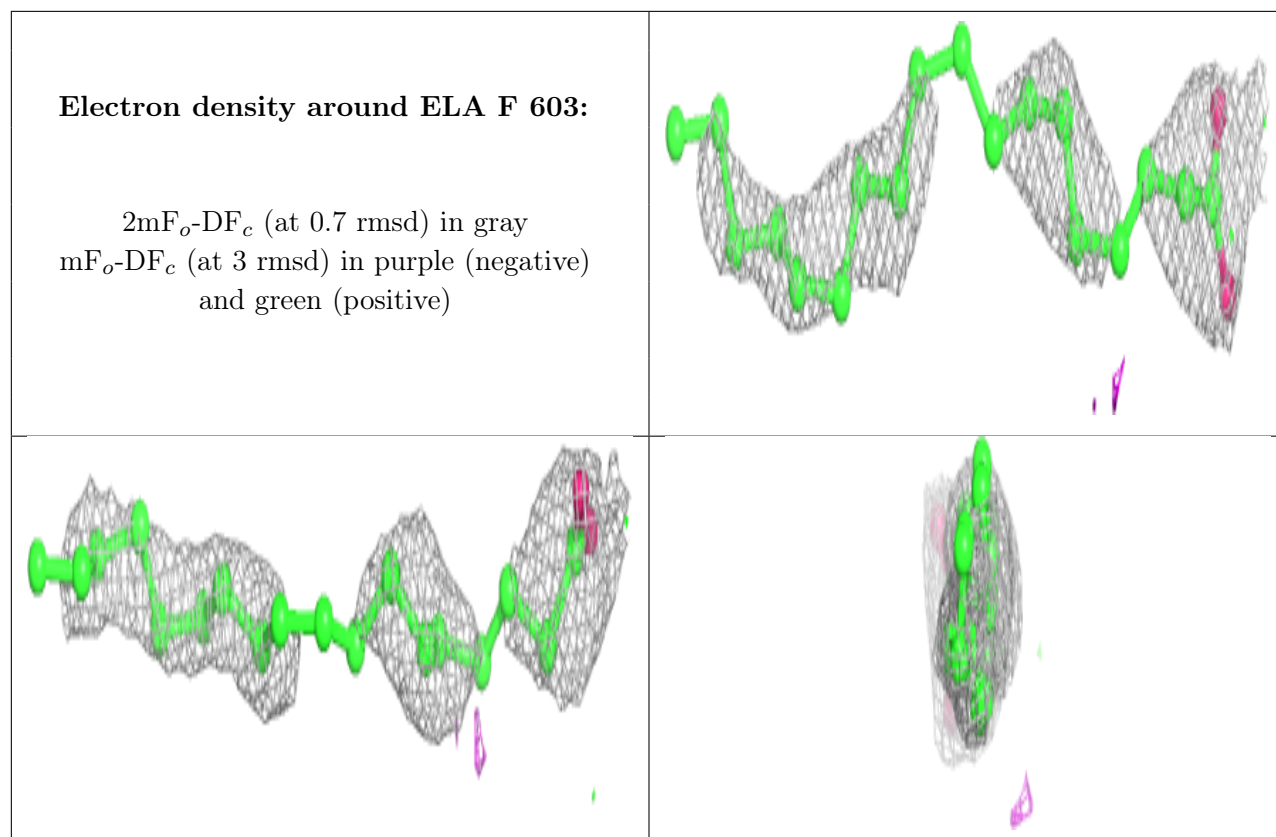 Electron density around ELA F 603:
2mFₒ-DF𝒸 (at 0.7 rmsd) in gray
mFₒ-DF𝒸 (at 3 rmsd) in purple (negative)
and green (positive)